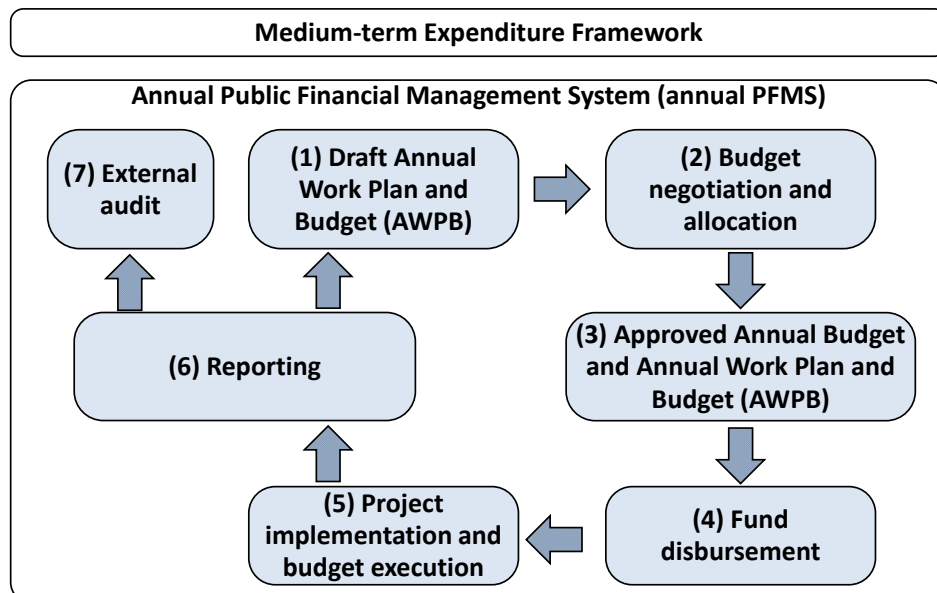 Medium-term Expenditure Framework
Annual Public Financial Management System (annual PFMS)
(7) External
audit
(1) Draft Annual
Work Plan and
Budget (AWPB)
(2) Budget
negotiation and
allocation
(3) Approved Annual Budget
and Annual Work Plan and
Budget (AWPB)
(6) Reporting
(5) Project
implementation and
budget execution
(4) Fund
disbursement